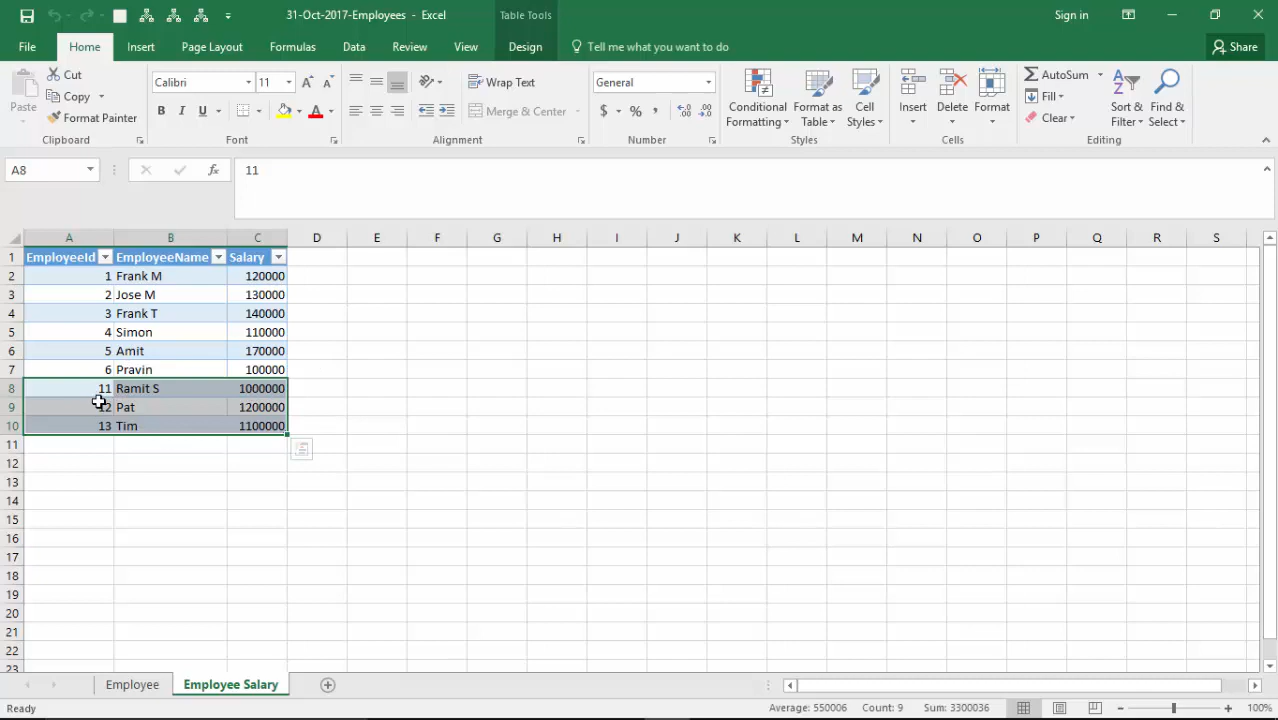 31-Oct-2017-Employees - Excel
Table Tools
Sign in
File Home Insert Page Layout Formulas Data Review View Design Tell me what you want to do Share
Paste
Cut
Copy
Format Painter
Clipboard
Calibri 11
B I U
Font
Wrap Text
Merge & Center
Alignment
General
$ % ,
Number
Conditional Formatting
Format as Table
Cell Styles
Styles
Insert
Delete
Format
Cells
AutoSum
Fill
Clear
Sort & Filter
Find & Select
Editing
A8 fx 11
A B C D E F G H I J K L M N O P Q R S
1 EmployeeId EmployeeName Salary
2 1 Frank M 120000
3 2 Jose M 130000
4 3 Frank T 140000
5 4 Simon 110000
6 5 Amit 170000
7 6 Pravin 100000
8 11 Ramit S 1000000
9 12 Pat 1200000
10 13 Tim 1100000
11
12
13
14
15
16
17
18
19
20
21
22
23
Employee Employee Salary
Ready Average: 550006 Count: 9 Sum: 3300036 100%